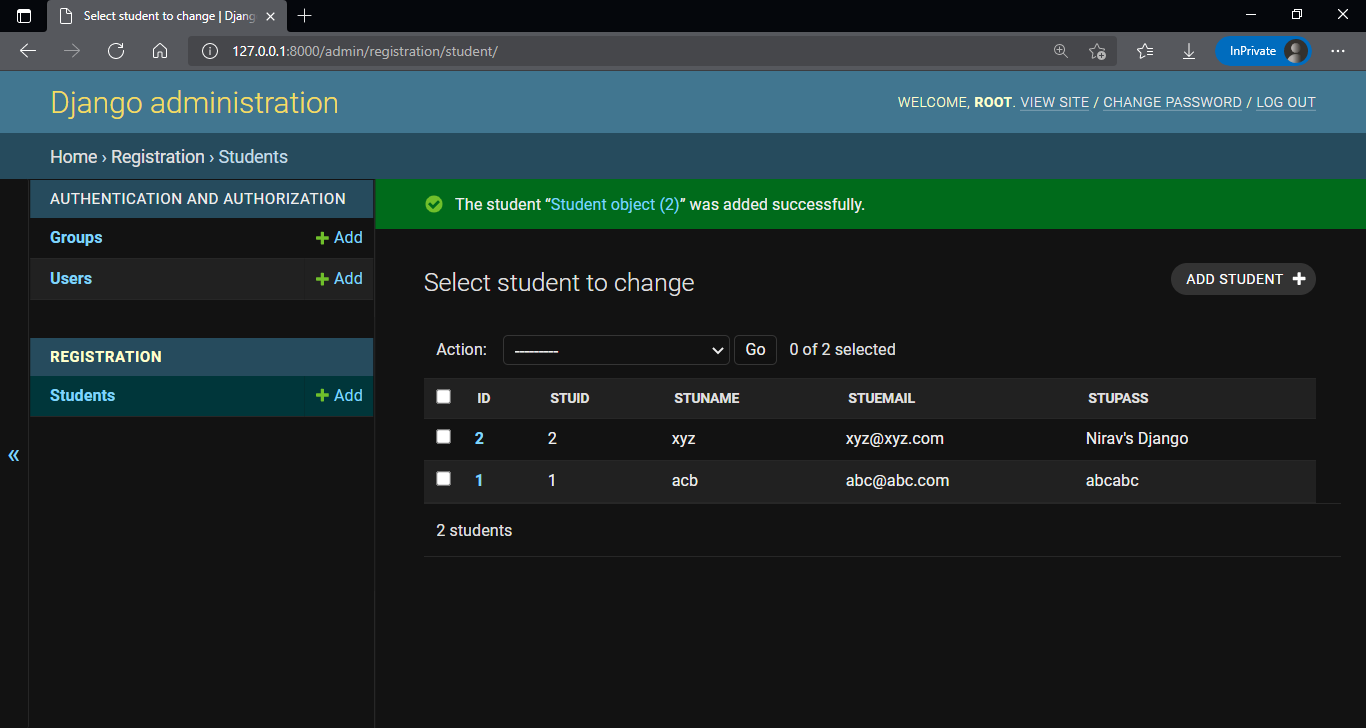 Select student to change | Djang
127.0.0.1:8000/admin/registration/student/
InPrivate
Django administration
WELCOME, ROOT. VIEW SITE / CHANGE PASSWORD / LOG OUT
Home › Registration › Students
AUTHENTICATION AND AUTHORIZATION
Groups + Add
Users + Add
REGISTRATION
Students + Add
«
The student “Student object (2)” was added successfully.
Select student to change
ADD STUDENT +
Action: --------- Go 0 of 2 selected
ID STUID STUNAME STUEMAIL STUPASS
2 2 xyz xyz@xyz.com Nirav's Django
1 1 acb abc@abc.com abcabc
2 students